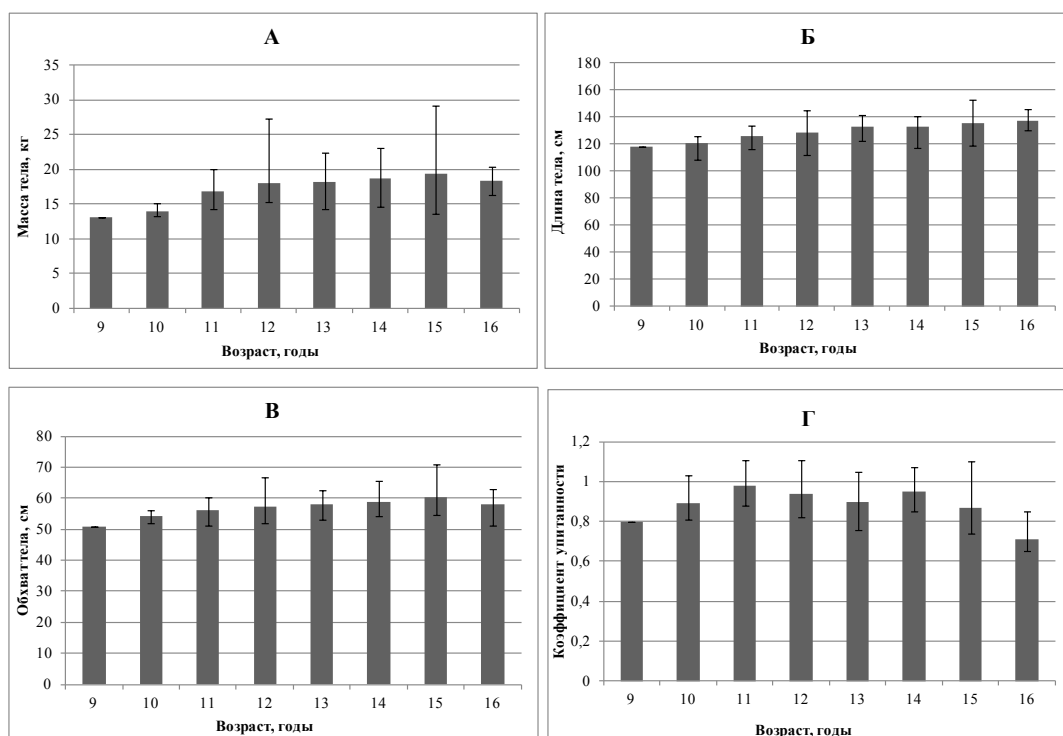 А
Масса тела, кг
35
30
25
20
15
10
5
0
9 10 11 12 13 14 15 16
Возраст, годы
Б
Длина тела, см
180
160
140
120
100
80
60
40
20
0
9 10 11 12 13 14 15 16
Возраст, годы
В
Обхваттела, см
80
70
60
50
40
30
20
10
0
9 10 11 12 13 14 15 16
Возраст, годы
Г
Коэффициент упитанности
1,2
1
0,8
0,6
0,4
0,2
0
9 10 11 12 13 14 15 16
Возраст, годы